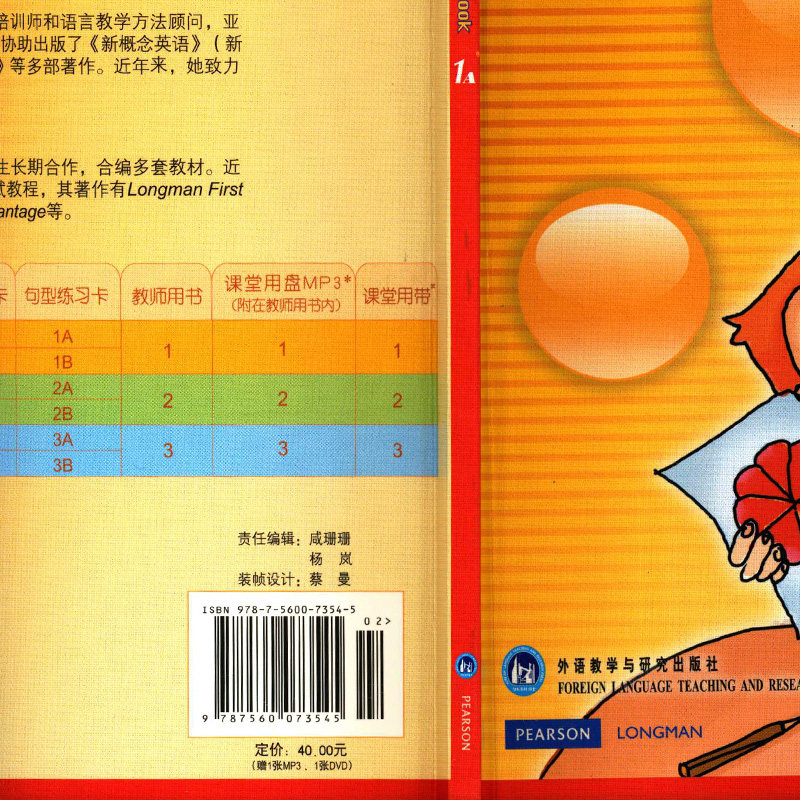 培训师和语言教学方法顾问，亚
协助出版了《新概念英语》（新
》等多部著作。近年来，她致力
生长期合作，合编多套教材。近
试教程，其著作有Longman First
antage等。
卡 句型练习卡 教师用书 课堂用盘MP3* 课堂用带*
（附在教师用书内）
1A
1 1 1
1B
2A
2 2 2
2B
3A
3 3 3
3B
责任编辑：咸珊珊
杨 岚
装帧设计：蔡 曼
ISBN 978-7-5600-7354-5
02>
9 787560 073545
定价：40.00元
（赠1张MP3、1张DVD）
OOK
1A
PEARSON
外语教学与研究出版社
FOREIGN LANGUAGE TEACHING AND RESEA
PEARSON LONGMAN